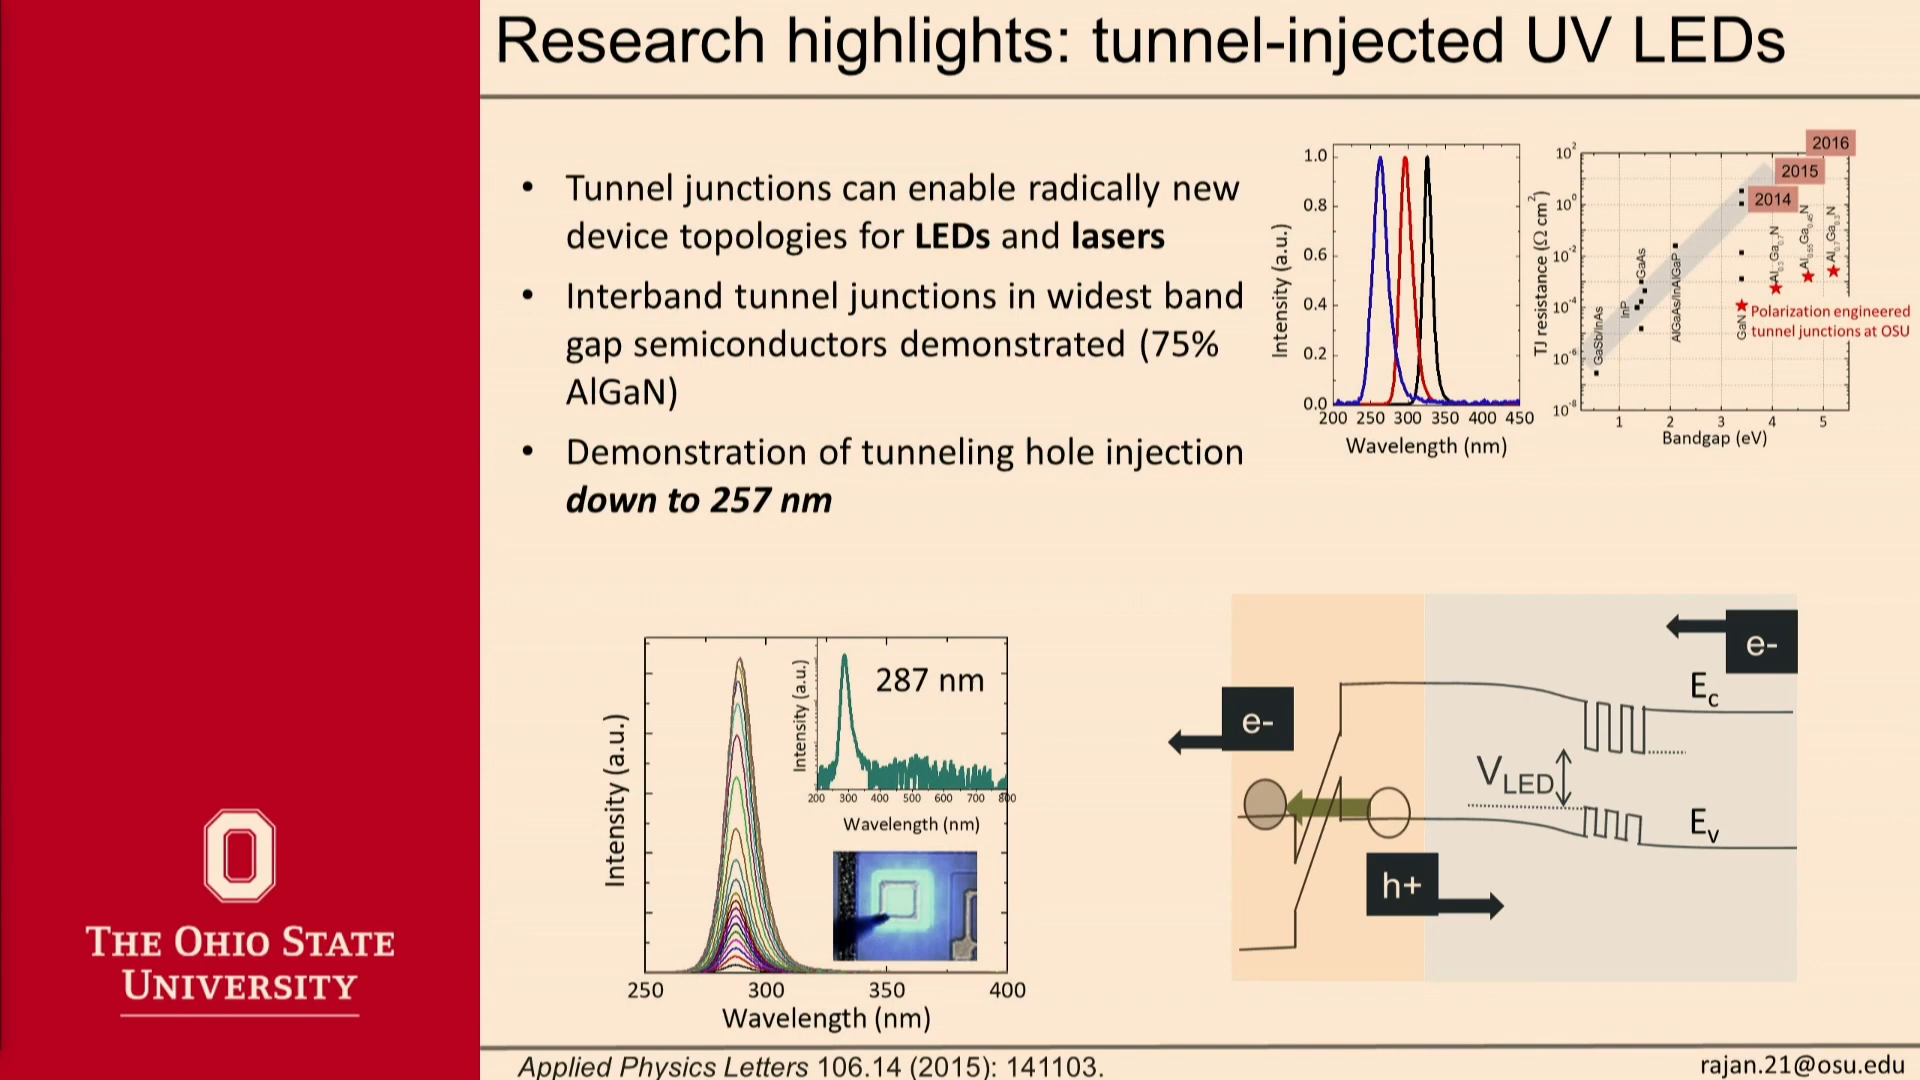 Research highlights: tunnel-injected UV LEDs
• Tunnel junctions can enable radically new
device topologies for LEDs and lasers
• Interband tunnel junctions in widest band
gap semiconductors demonstrated (75%
AlGaN)
• Demonstration of tunneling hole injection
down to 257 nm
Intensity (a.u.)
1.0
0.8
0.6
0.4
0.2
0.0
200 250 300 350 400 450
Wavelength (nm)
TJ resistance (Ω cm²)
10²
10⁰
10⁻²
10⁻⁴
10⁻⁶
10⁻⁸
2016
2015
2014
GaSb/InAs
InP
GaAs
AlGaAs/InAlGaP
GaN
Al0.3Ga0.7N
Al0.55Ga0.45N
Al0.7Ga0.3N
Polarization engineered
tunnel junctions at OSU
1 2 3 4 5
Bandgap (eV)
Intensity (a.u.)
Intensity (a.u.)
287 nm
200 300 400 500 600 700 800
Wavelength (nm)
250 300 350 400
Wavelength (nm)
e-
Ec
e-
VLED
Ev
h+
THE OHIO STATE
UNIVERSITY
Applied Physics Letters 106.14 (2015): 141103.
rajan.21@osu.edu